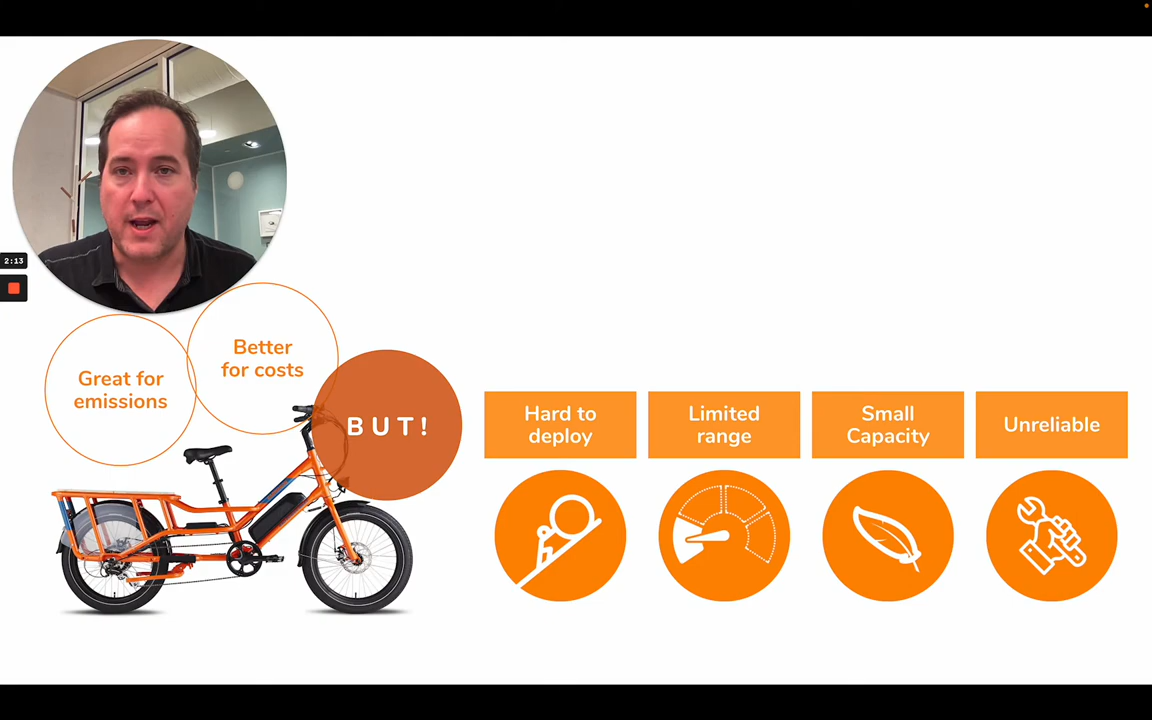 2:13
Great for
emissions
Better
for costs
BUT!
Hard to
deploy
Limited
range
Small
Capacity
Unreliable